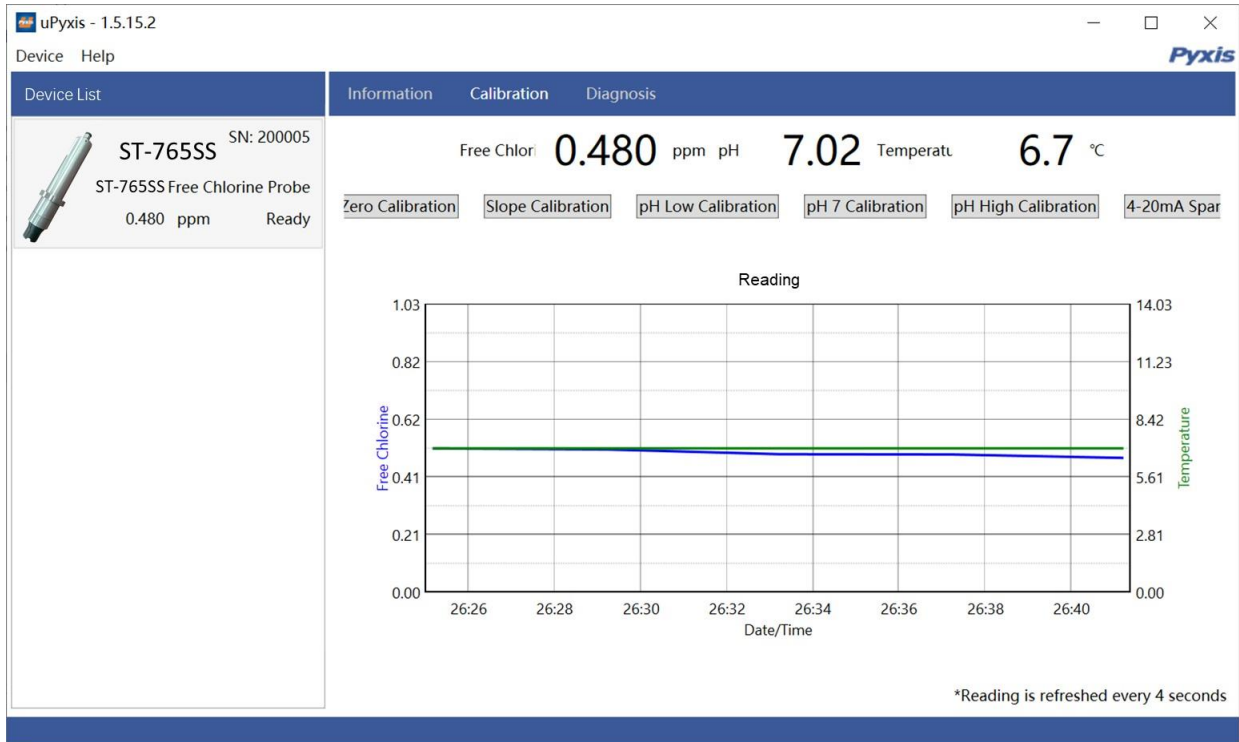 uPyxis - 1.5.15.2
Device Help
Pyxis
Device List
Information Calibration Diagnosis
ST-765SS SN: 200005
ST-765SS Free Chlorine Probe
0.480 ppm Ready
Free Chlori 0.480 ppm pH 7.02 Temperatu 6.7 ℃
Zero Calibration Slope Calibration pH Low Calibration pH 7 Calibration pH High Calibration 4-20mA Span
Reading
1.03 14.03
0.82 11.23
0.62 8.42
0.41 5.61
0.21 2.81
0.00 0.00
Free Chlorine
Temperature
26:26 26:28 26:30 26:32 26:34 26:36 26:38 26:40
Date/Time
*Reading is refreshed every 4 seconds